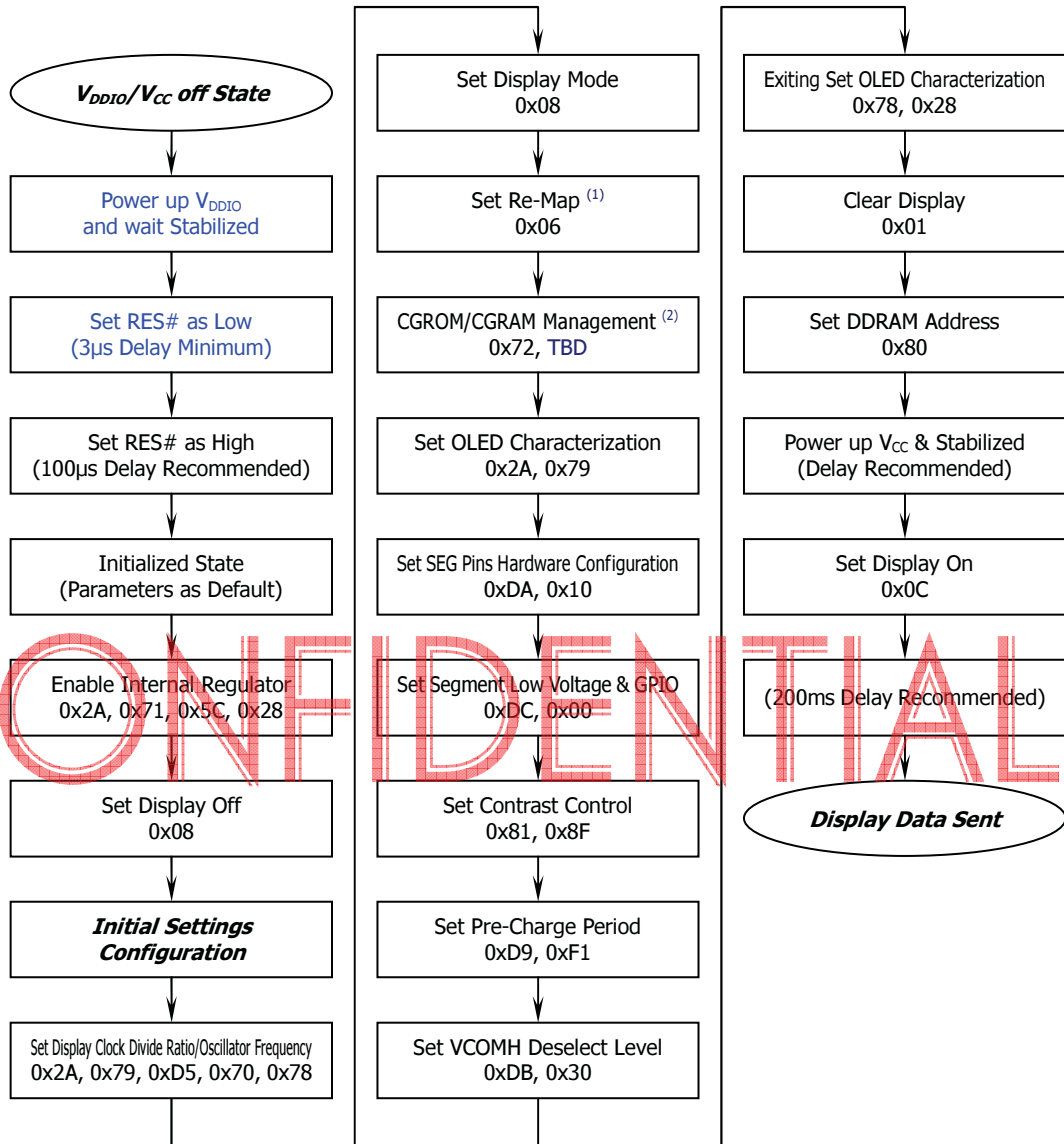 V_DDIO/V_CC off State
Power up V_DDIO
and wait Stabilized
Set RES# as Low
(3µs Delay Minimum)
Set RES# as High
(100µs Delay Recommended)
Initialized State
(Parameters as Default)
Enable Internal Regulator
0x2A, 0x71, 0x5C, 0x28
Set Display Off
0x08
Initial Settings
Configuration
Set Display Clock Divide Ratio/Oscillator Frequency
0x2A, 0x79, 0xD5, 0x70, 0x78
Set Display Mode
0x08
Set Re-Map (1)
0x06
CGROM/CGRAM Management (2)
0x72, TBD
Set OLED Characterization
0x2A, 0x79
Set SEG Pins Hardware Configuration
0xDA, 0x10
Set Segment Low Voltage & GPIO
0xDC, 0x00
Set Contrast Control
0x81, 0x8F
Set Pre-Charge Period
0xD9, 0xF1
Set VCOMH Deselect Level
0xDB, 0x30
Exiting Set OLED Characterization
0x78, 0x28
Clear Display
0x01
Set DDRAM Address
0x80
Power up V_CC & Stabilized
(Delay Recommended)
Set Display On
0x0C
(200ms Delay Recommended)
Display Data Sent
ONFIDENTIAL